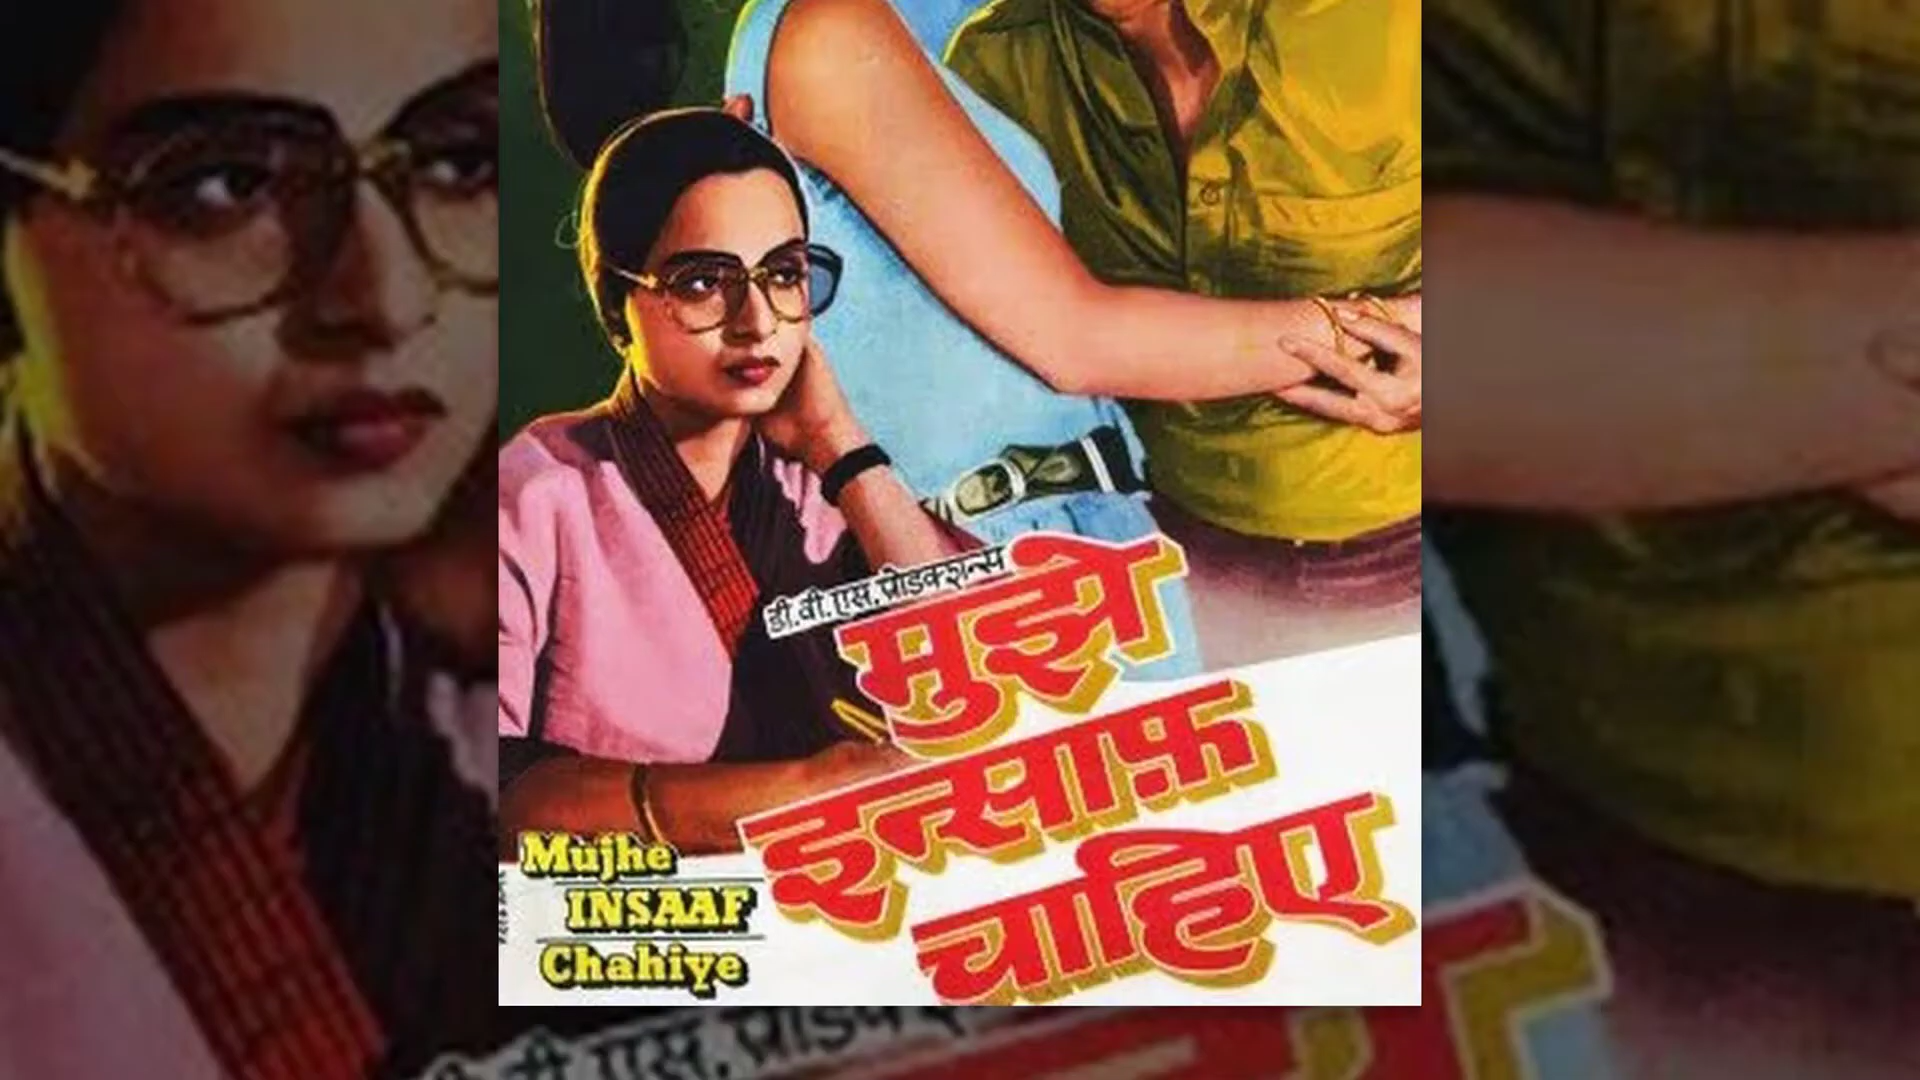 डी.वी.एस.प्रोडक्शन्स
मुझे
इन्साफ़
चाहिए
Mujhe
INSAAF
Chahiye